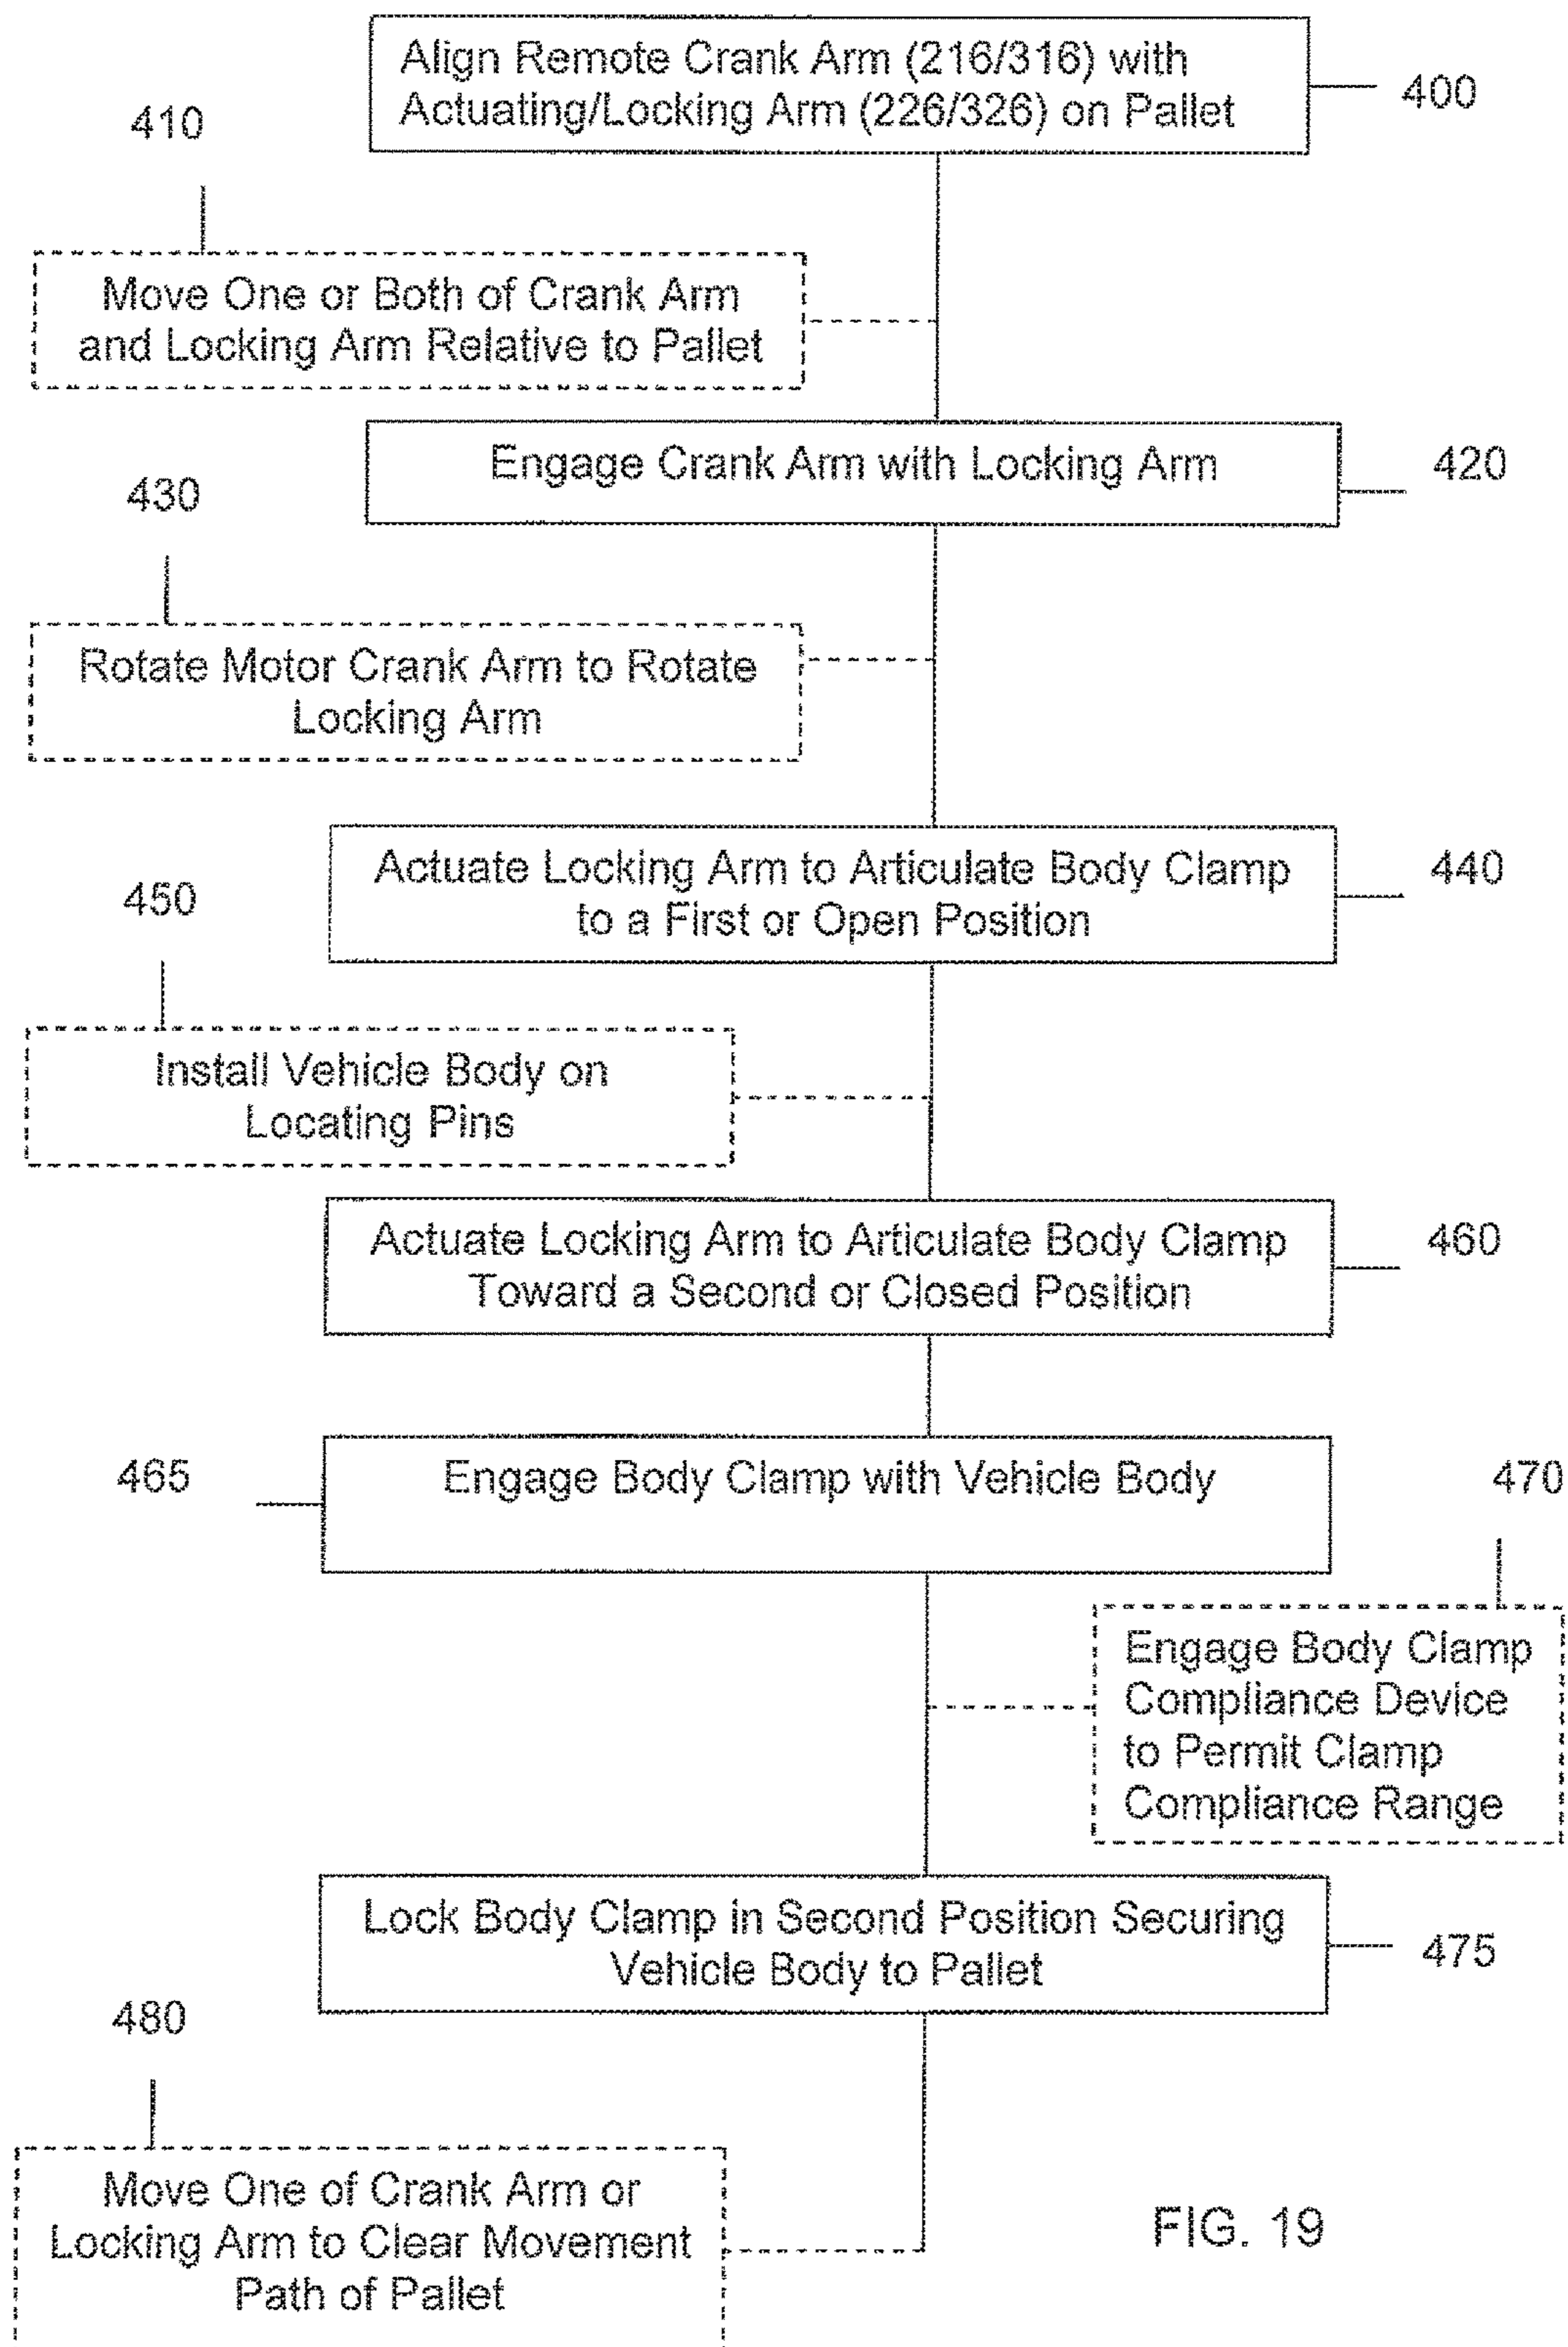 Align Remote Crank Arm (216/316) with
Actuating/Locking Arm (226/326) on Pallet
400
410
Move One or Both of Crank Arm
and Locking Arm Relative to Pallet
Engage Crank Arm with Locking Arm
420
430
Rotate Motor Crank Arm to Rotate
Locking Arm
Actuate Locking Arm to Articulate Body Clamp
to a First or Open Position
440
450
Install Vehicle Body on
Locating Pins
Actuate Locking Arm to Articulate Body Clamp
Toward a Second or Closed Position
460
465
Engage Body Clamp with Vehicle Body
470
Engage Body Clamp
Compliance Device
to Permit Clamp
Compliance Range
Lock Body Clamp in Second Position Securing
Vehicle Body to Pallet
475
480
Move One of Crank Arm or
Locking Arm to Clear Movement
Path of Pallet
FIG. 19